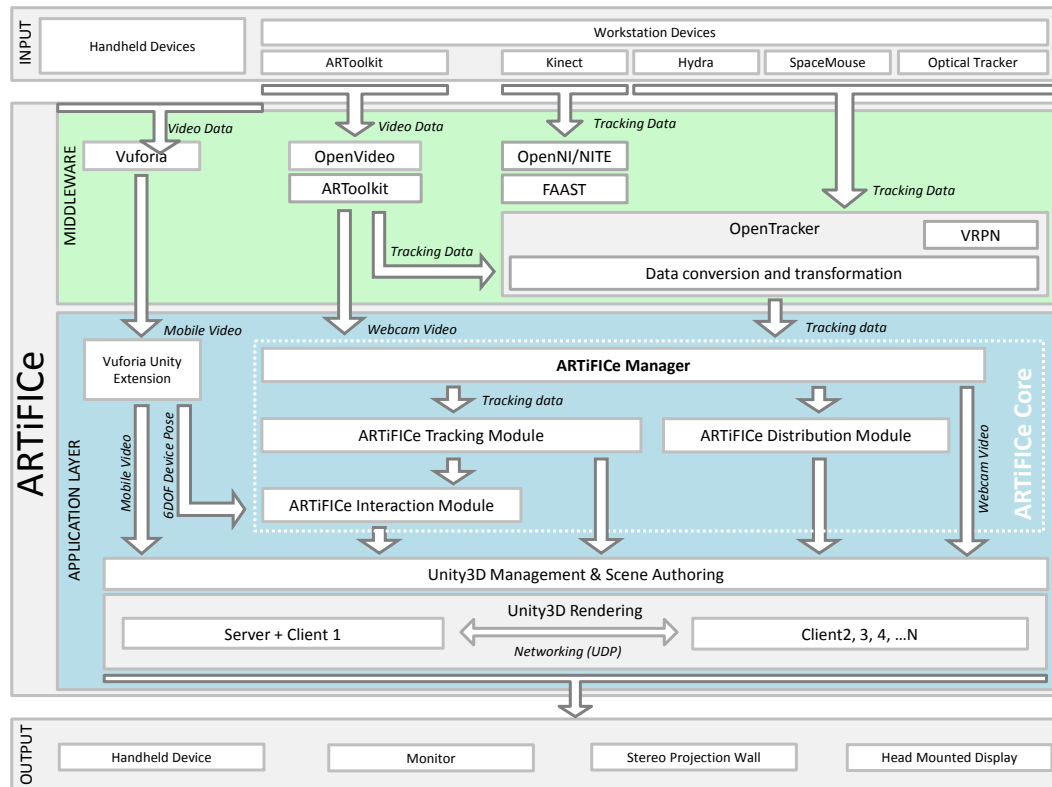 INPUT
Handheld Devices
Workstation Devices
ARToolkit
Kinect
Hydra
SpaceMouse
Optical Tracker
ARTiFICe
MIDDLEWARE
Video Data
Video Data
Tracking Data
Tracking Data
Vuforia
OpenVideo
ARToolkit
OpenNI/NITE
FAAST
OpenTracker
VRPN
Tracking Data
Data conversion and transformation
APPLICATION LAYER
Mobile Video
Webcam Video
Tracking data
Vuforia Unity
Extension
ARTiFICe Manager
ARTiFICe Core
Tracking data
ARTiFICe Tracking Module
ARTiFICe Distribution Module
Mobile Video
6DOF Device Pose
Webcam Video
ARTiFICe Interaction Module
Unity3D Management & Scene Authoring
Unity3D Rendering
Server + Client 1
Networking (UDP)
Client2, 3, 4, ...N
OUTPUT
Handheld Device
Monitor
Stereo Projection Wall
Head Mounted Display